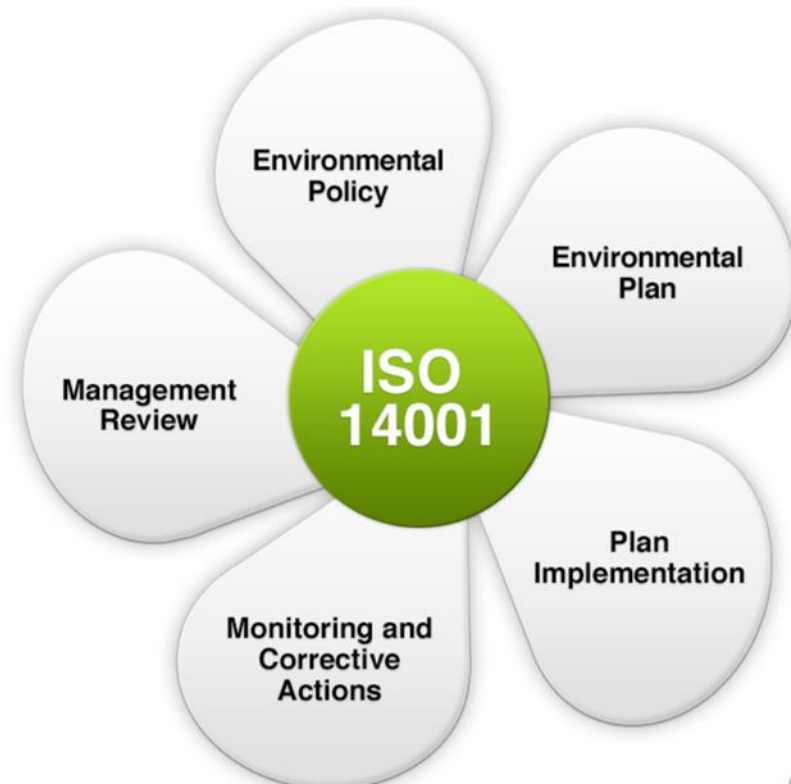 Environmental
Policy
Environmental
Plan
ISO
14001
Management
Review
Plan
Implementation
Monitoring and
Corrective
Actions